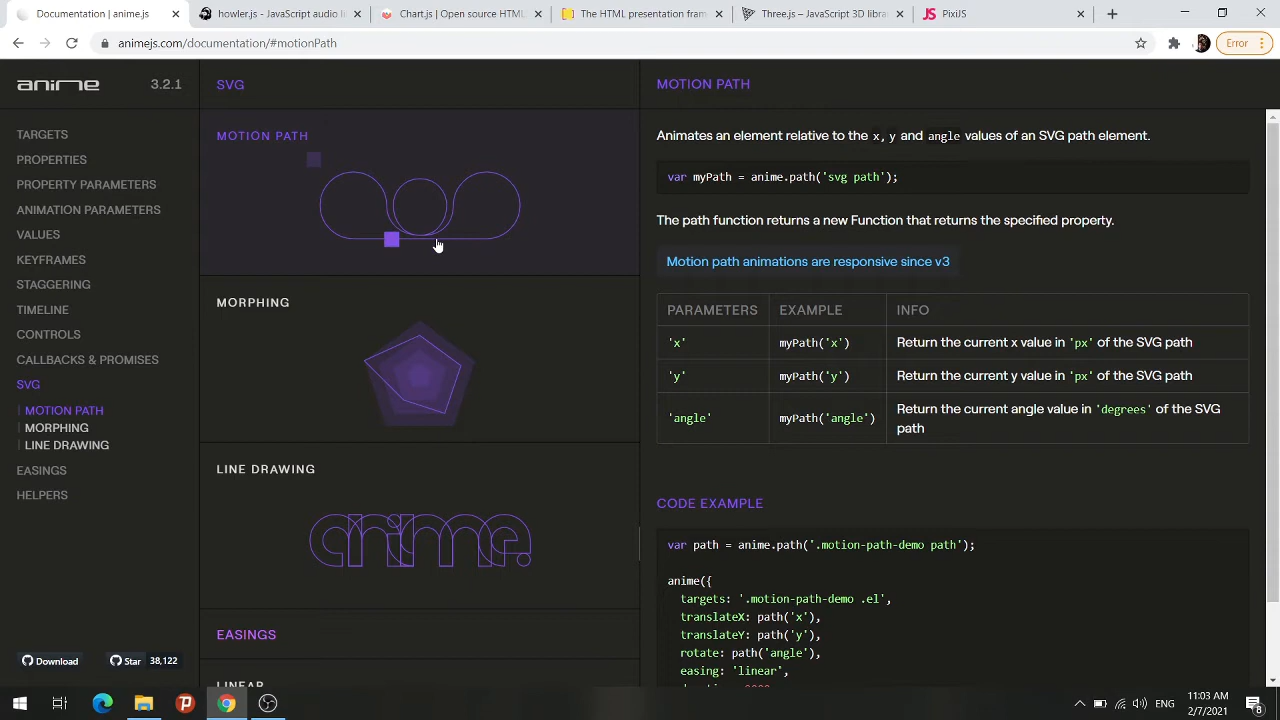 Documentation | anime.js
howler.js - JavaScript audio li
Chart.js | Open source HTML
The HTML presentation fram
Three.js – JavaScript 3D libra
PixiJS
animejs.com/documentation/#motionPath
Error
anime
3.2.1
SVG
MOTION PATH
TARGETS
PROPERTIES
PROPERTY PARAMETERS
ANIMATION PARAMETERS
VALUES
KEYFRAMES
STAGGERING
TIMELINE
CONTROLS
CALLBACKS & PROMISES
SVG
MOTION PATH
MORPHING
LINE DRAWING
EASINGS
HELPERS
Download
Star
38,122
MOTION PATH
MORPHING
LINE DRAWING
anime.
EASINGS
LINEAR
Animates an element relative to the x, y and angle values of an SVG path element.
var myPath = anime.path('svg path');
The path function returns a new Function that returns the specified property.
Motion path animations are responsive since v3
PARAMETERS EXAMPLE INFO
'x' myPath('x') Return the current x value in 'px' of the SVG path
'y' myPath('y') Return the current y value in 'px' of the SVG path
'angle' myPath('angle') Return the current angle value in 'degrees' of the SVG
path
CODE EXAMPLE
var path = anime.path('.motion-path-demo path');
anime({
targets: '.motion-path-demo .el',
translateX: path('x'),
translateY: path('y'),
rotate: path('angle'),
easing: 'linear',
ENG
11:03 AM
2/7/2021